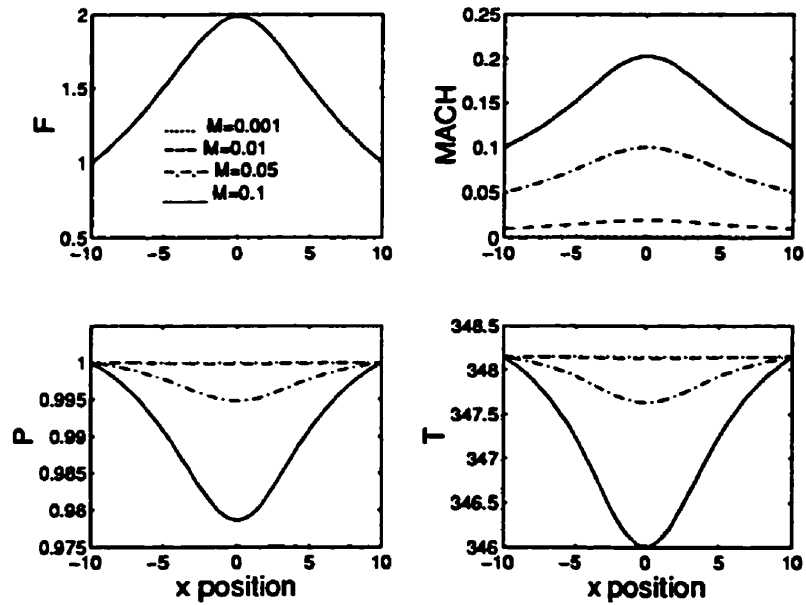 2
1.5
1
0.5
F
M=0.001
M=0.01
M=0.05
M=0.1
-10 -5 0 5 10
0.25
0.2
0.15
0.1
0.05
0
MACH
-10 -5 0 5 10
1
0.995
0.99
0.985
0.98
0.975
P
-10 -5 0 5 10
x position
348.5
348
347.5
347
346.5
346
T
-10 -5 0 5 10
x position